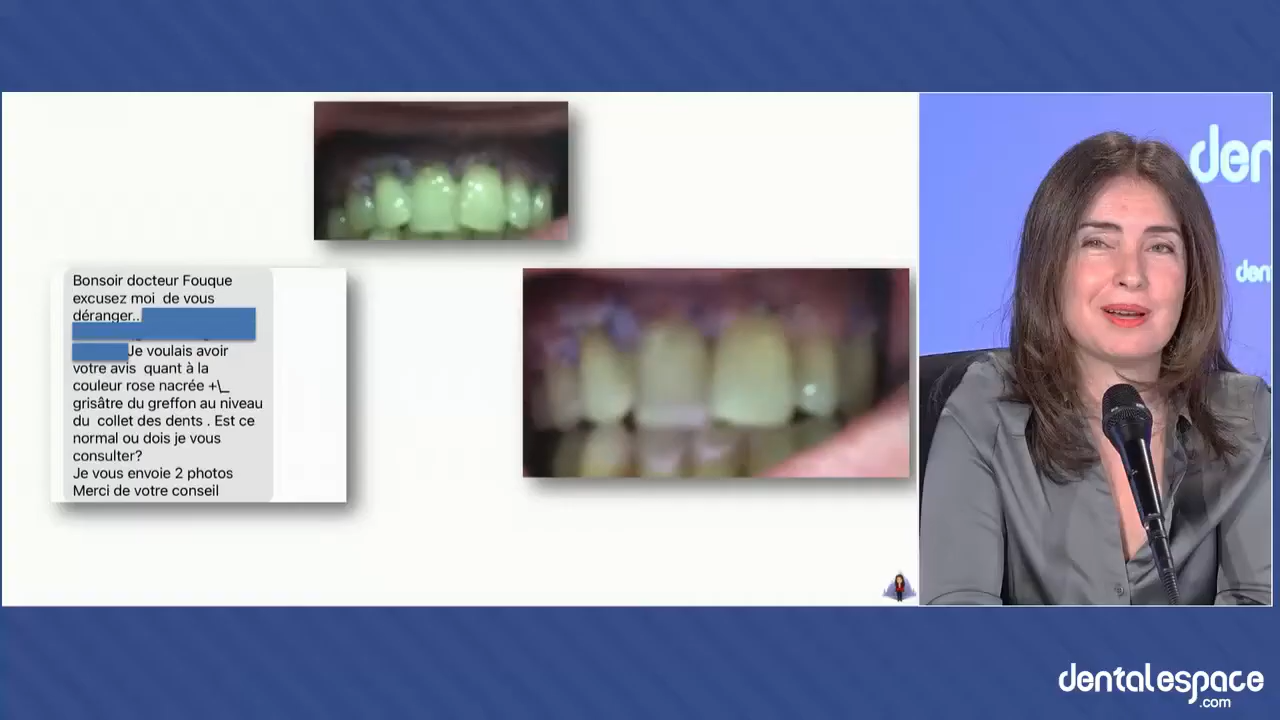 Bonsoir docteur Fouque
excusez moi de vous
déranger..
Je voulais avoir
votre avis quant à la
couleur rose nacrée +\_
grisâtre du greffon au niveau
du collet des dents . Est ce
normal ou dois je vous
consulter?
Je vous envoie 2 photos
Merci de votre conseil
den
den
dentalespace
.com